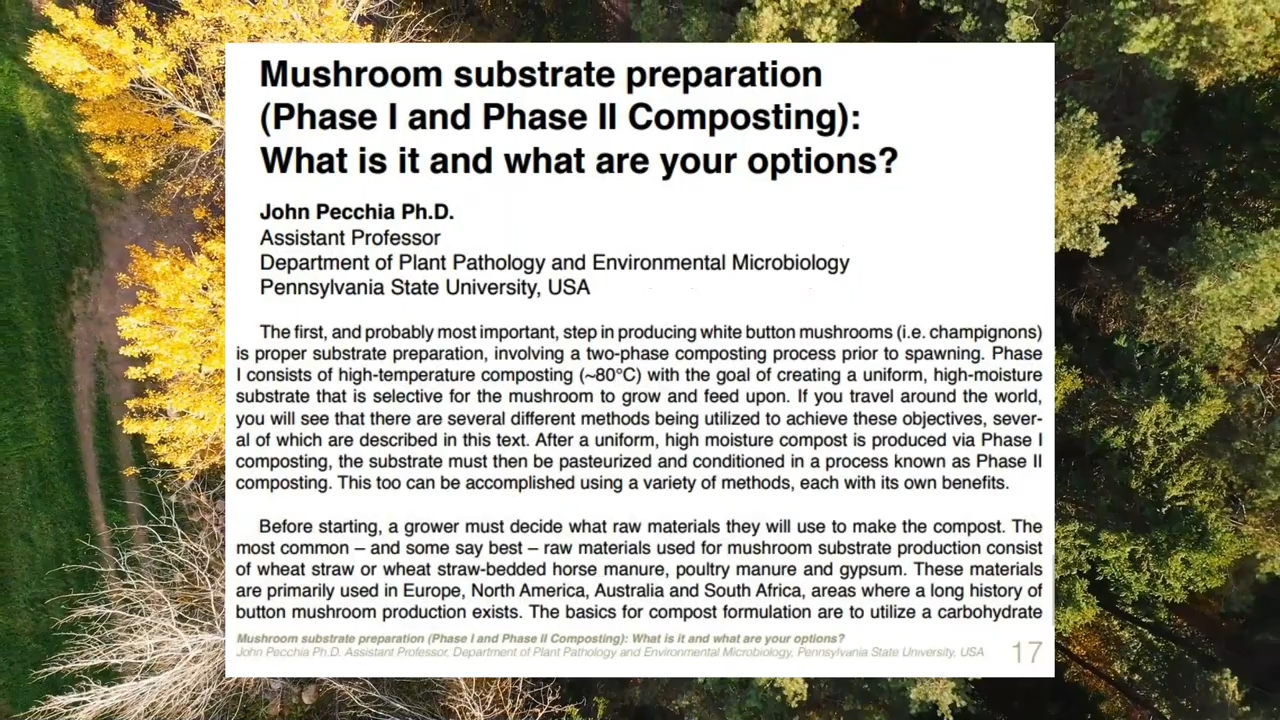 Mushroom substrate preparation
(Phase I and Phase II Composting):
What is it and what are your options?
John Pecchia Ph.D.
Assistant Professor
Department of Plant Pathology and Environmental Microbiology
Pennsylvania State University, USA
The first, and probably most important, step in producing white button mushrooms (i.e. champignons)
is proper substrate preparation, involving a two-phase composting process prior to spawning. Phase
I consists of high-temperature composting (~80°C) with the goal of creating a uniform, high-moisture
substrate that is selective for the mushroom to grow and feed upon. If you travel around the world,
you will see that there are several different methods being utilized to achieve these objectives, sever-
al of which are described in this text. After a uniform, high moisture compost is produced via Phase I
composting, the substrate must then be pasteurized and conditioned in a process known as Phase II
composting. This too can be accomplished using a variety of methods, each with its own benefits.
Before starting, a grower must decide what raw materials they will use to make the compost. The
most common – and some say best – raw materials used for mushroom substrate production consist
of wheat straw or wheat straw-bedded horse manure, poultry manure and gypsum. These materials
are primarily used in Europe, North America, Australia and South Africa, areas where a long history of
button mushroom production exists. The basics for compost formulation are to utilize a carbohydrate
Mushroom substrate preparation (Phase I and Phase II Composting): What is it and what are your options?
John Pecchia Ph.D. Assistant Professor, Department of Plant Pathology and Environmental Microbiology, Pennsylvania State University, USA
17